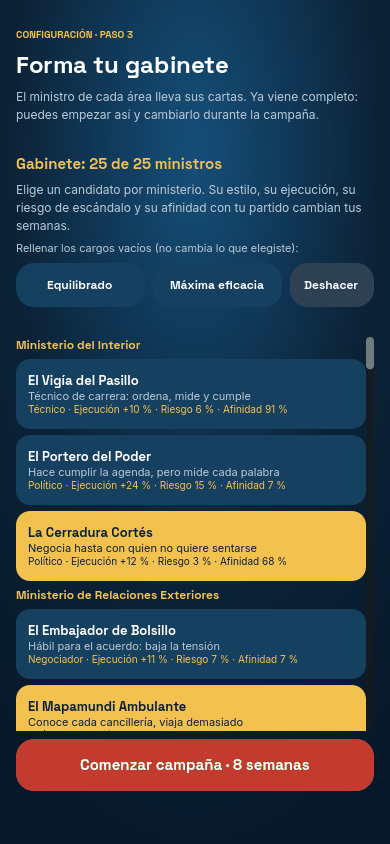 CONFIGURACIÓN · PASO 3
Forma tu gabinete
El ministro de cada área lleva sus cartas. Ya viene completo:
puedes empezar así y cambiarlo durante la campaña.
Gabinete: 25 de 25 ministros
Elige un candidato por ministerio. Su estilo, su ejecución, su
riesgo de escándalo y su afinidad con tu partido cambian tus
semanas.
Rellenar los cargos vacíos (no cambia lo que elegiste):
Equilibrado
Máxima eficacia
Deshacer
Ministerio del Interior
El Vigía del Pasillo
Técnico de carrera: ordena, mide y cumple
Técnico · Ejecución +10 % · Riesgo 6 % · Afinidad 91 %
El Portero del Poder
Hace cumplir la agenda, pero mide cada palabra
Político · Ejecución +24 % · Riesgo 15 % · Afinidad 7 %
La Cerradura Cortés
Negocia hasta con quien no quiere sentarse
Político · Ejecución +12 % · Riesgo 3 % · Afinidad 68 %
Ministerio de Relaciones Exteriores
El Embajador de Bolsillo
Hábil para el acuerdo: baja la tensión
Negociador · Ejecución +11 % · Riesgo 7 % · Afinidad 7 %
El Mapamundi Ambulante
Conoce cada cancillería, viaja demasiado
Comenzar campaña · 8 semanas